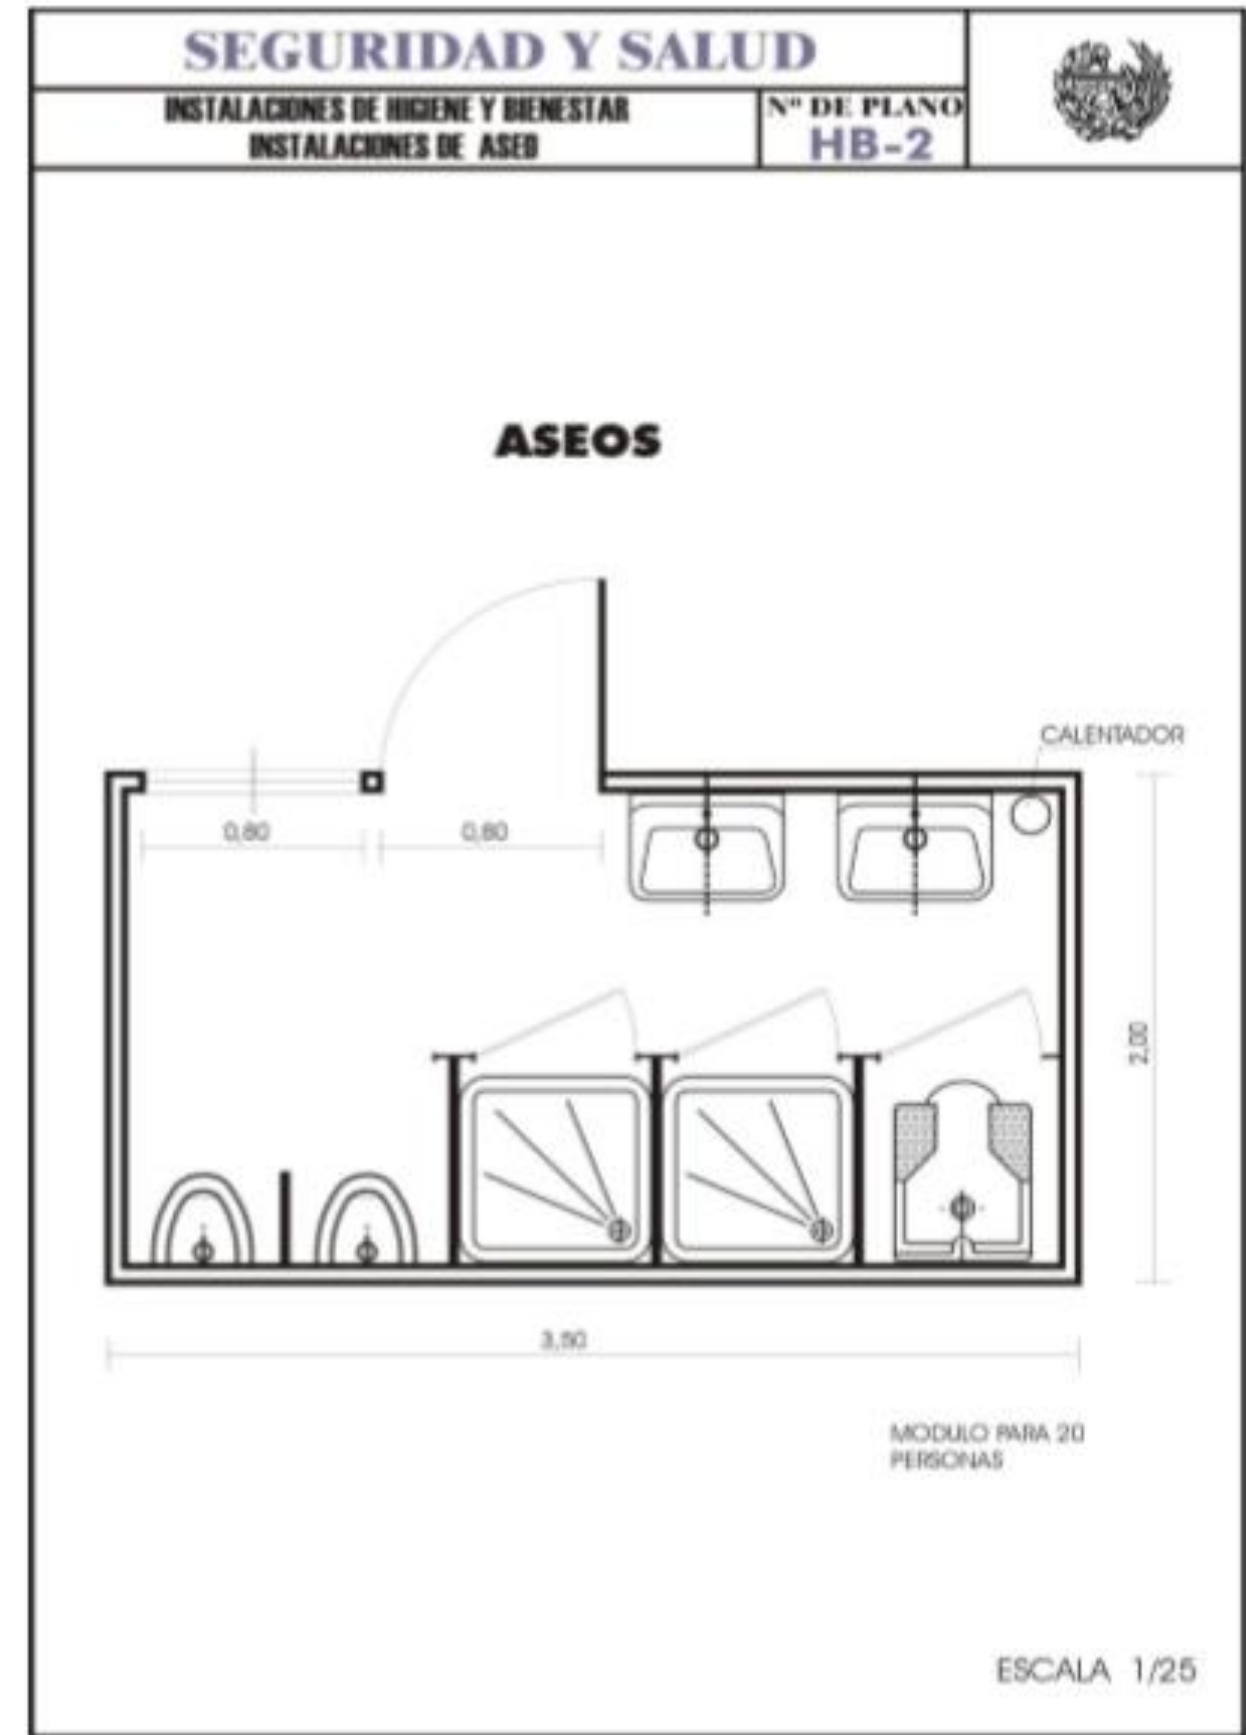 SEGURIDAD Y SALUD
INSTALACIONES DE HIGIENE Y BIENESTAR
INSTALACIONES DE ASEO
Nº DE PLANO
HB-2
ASEOS
CALENTADOR
0,80
0,80
2,00
3,50
MODULO PARA 20
PERSONAS
ESCALA 1/25